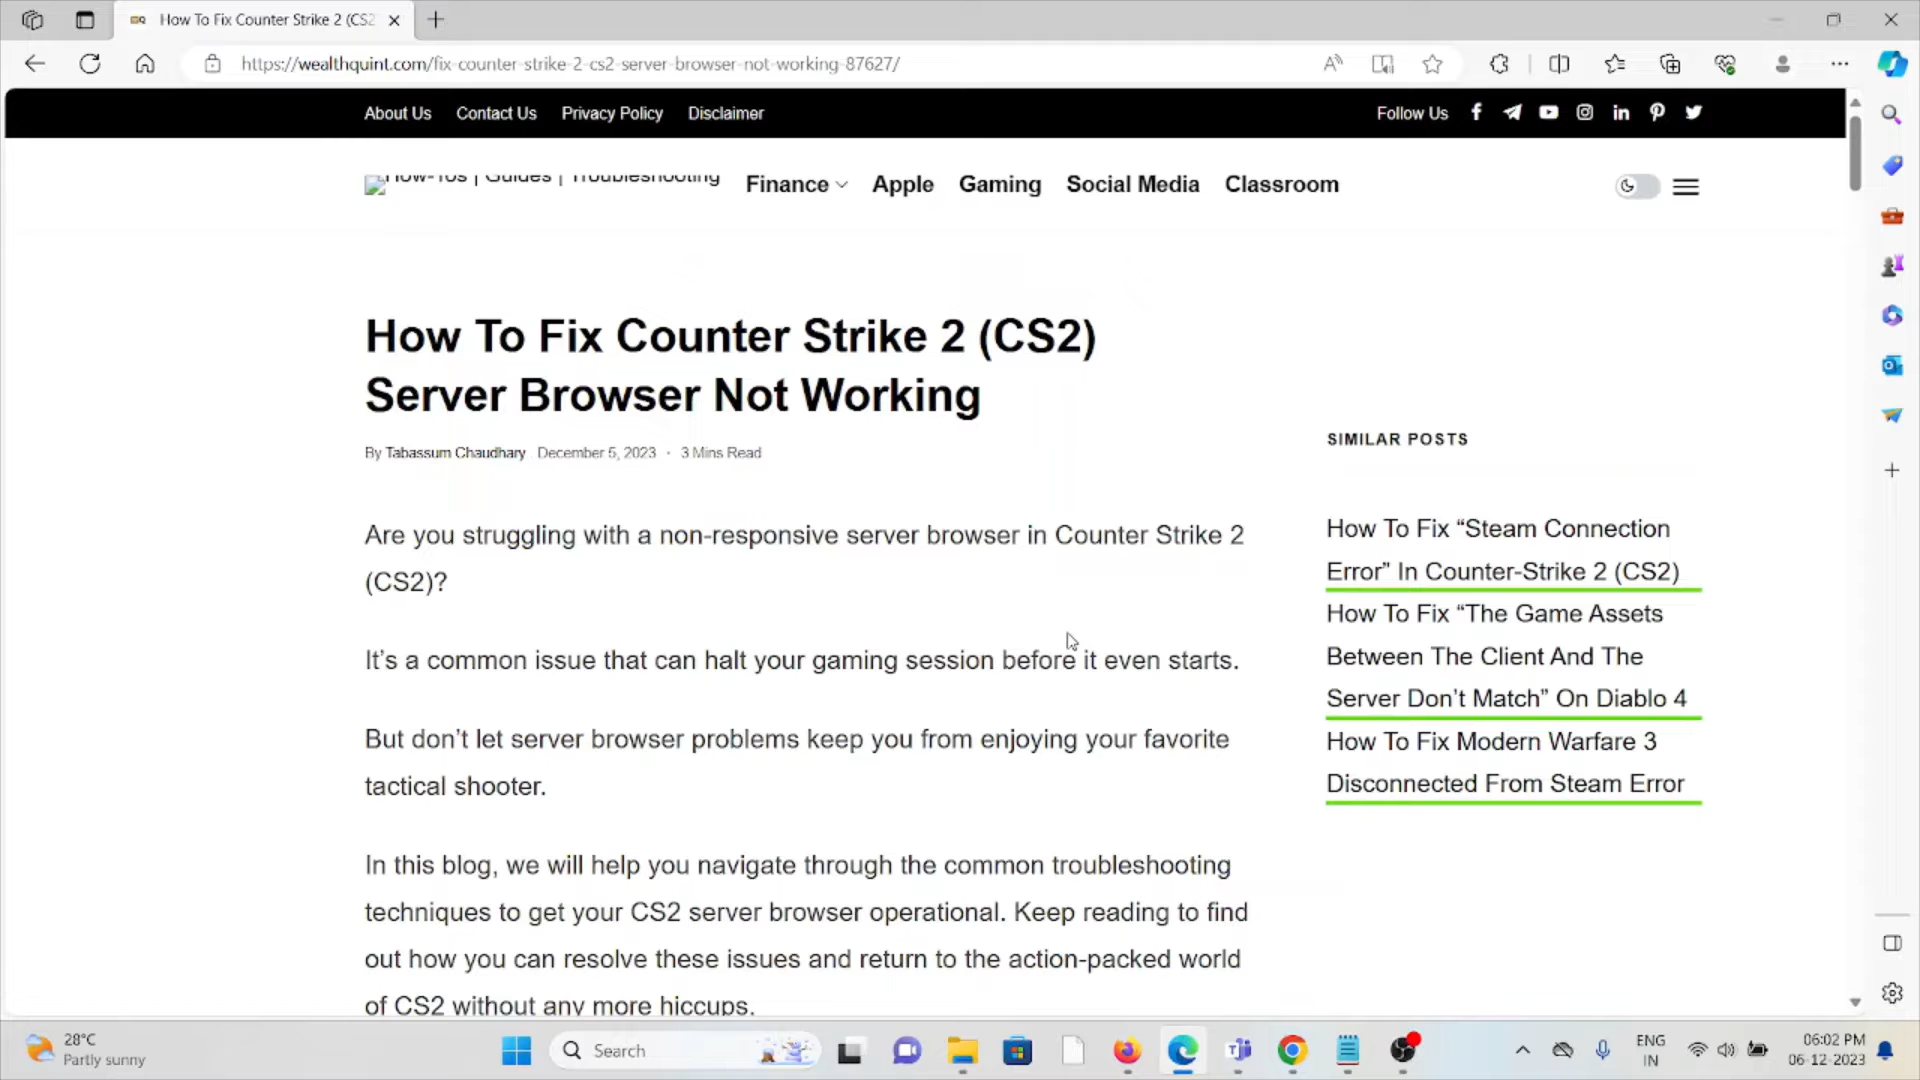 How To Fix Counter Strike 2 (CS2
https://wealthquint.com/fix-counter-strike-2-cs2-server-browser-not-working-87627/
About Us Contact Us Privacy Policy Disclaimer Follow Us
How-Tos | Guides | Troubleshooting Finance Apple Gaming Social Media Classroom
How To Fix Counter Strike 2 (CS2)
Server Browser Not Working
By Tabassum Chaudhary December 5, 2023 · 3 Mins Read
Are you struggling with a non-responsive server browser in Counter Strike 2
(CS2)?
It's a common issue that can halt your gaming session before it even starts.
But don't let server browser problems keep you from enjoying your favorite
tactical shooter.
In this blog, we will help you navigate through the common troubleshooting
techniques to get your CS2 server browser operational. Keep reading to find
out how you can resolve these issues and return to the action-packed world
of CS2 without any more hiccups.
SIMILAR POSTS
How To Fix “Steam Connection
Error” In Counter-Strike 2 (CS2)
How To Fix “The Game Assets
Between The Client And The
Server Don’t Match” On Diablo 4
How To Fix Modern Warfare 3
Disconnected From Steam Error
28°C
Partly sunny
Search
ENG
IN
06:02 PM
06-12-2023